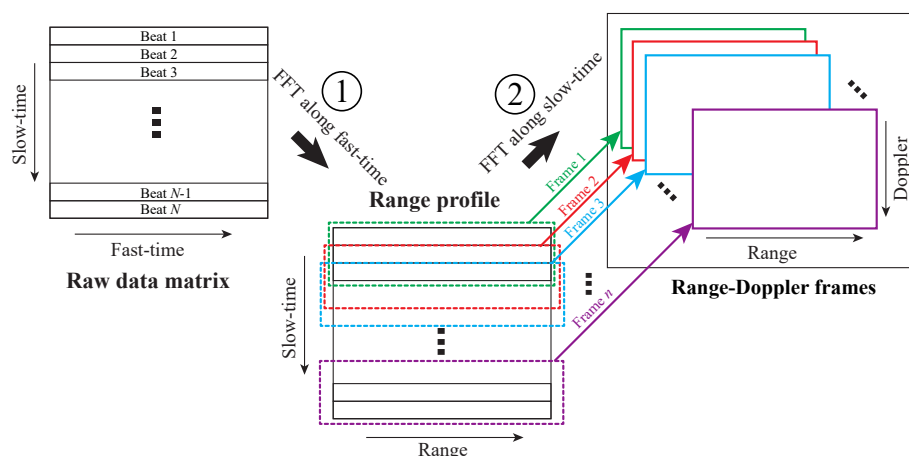 Beat 1
Beat 2
Beat 3
Slow-time
Beat N-1
Beat N
Fast-time
Raw data matrix
1
FFT along fast-time
2
FFT along slow-time
Range profile
Slow-time
Range
Frame 1
Frame 2
Frame 3
Frame n
Doppler
Range
Range-Doppler frames